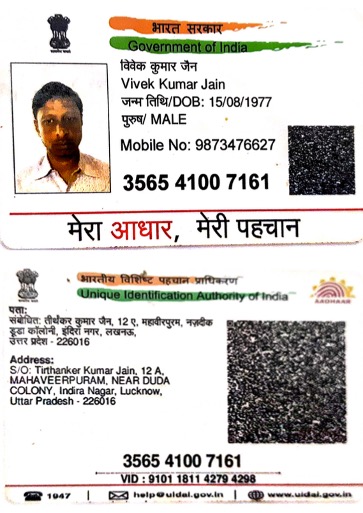 भारत सरकार
Government of India
विवेक कुमार जैन
Vivek Kumar Jain
जन्म तिथि/DOB: 15/08/1977
पुरुष/ MALE
Mobile No: 9873476627
3565 4100 7161
मेरा आधार, मेरी पहचान
भारतीय विशिष्ट पहचान प्राधिकरण
Unique Identification Authority of India
AADHAAR
पताः
संबोधित: तीर्थंकर कुमार जैन, 12 ए, महावीरपुरम, नज़दीक
डूडा कॉलोनी, इंदिरा नगर, लखनऊ,
उत्तर प्रदेश - 226016
Address:
S/O: Tirthanker Kumar Jain, 12 A,
MAHAVEERPURAM, NEAR DUDA
COLONY, Indira Nagar, Lucknow,
Uttar Pradesh - 226016
3565 4100 7161
VID : 9101 1811 4279 4298
1947 | help@uidai.gov.in | www.uidai.gov.in